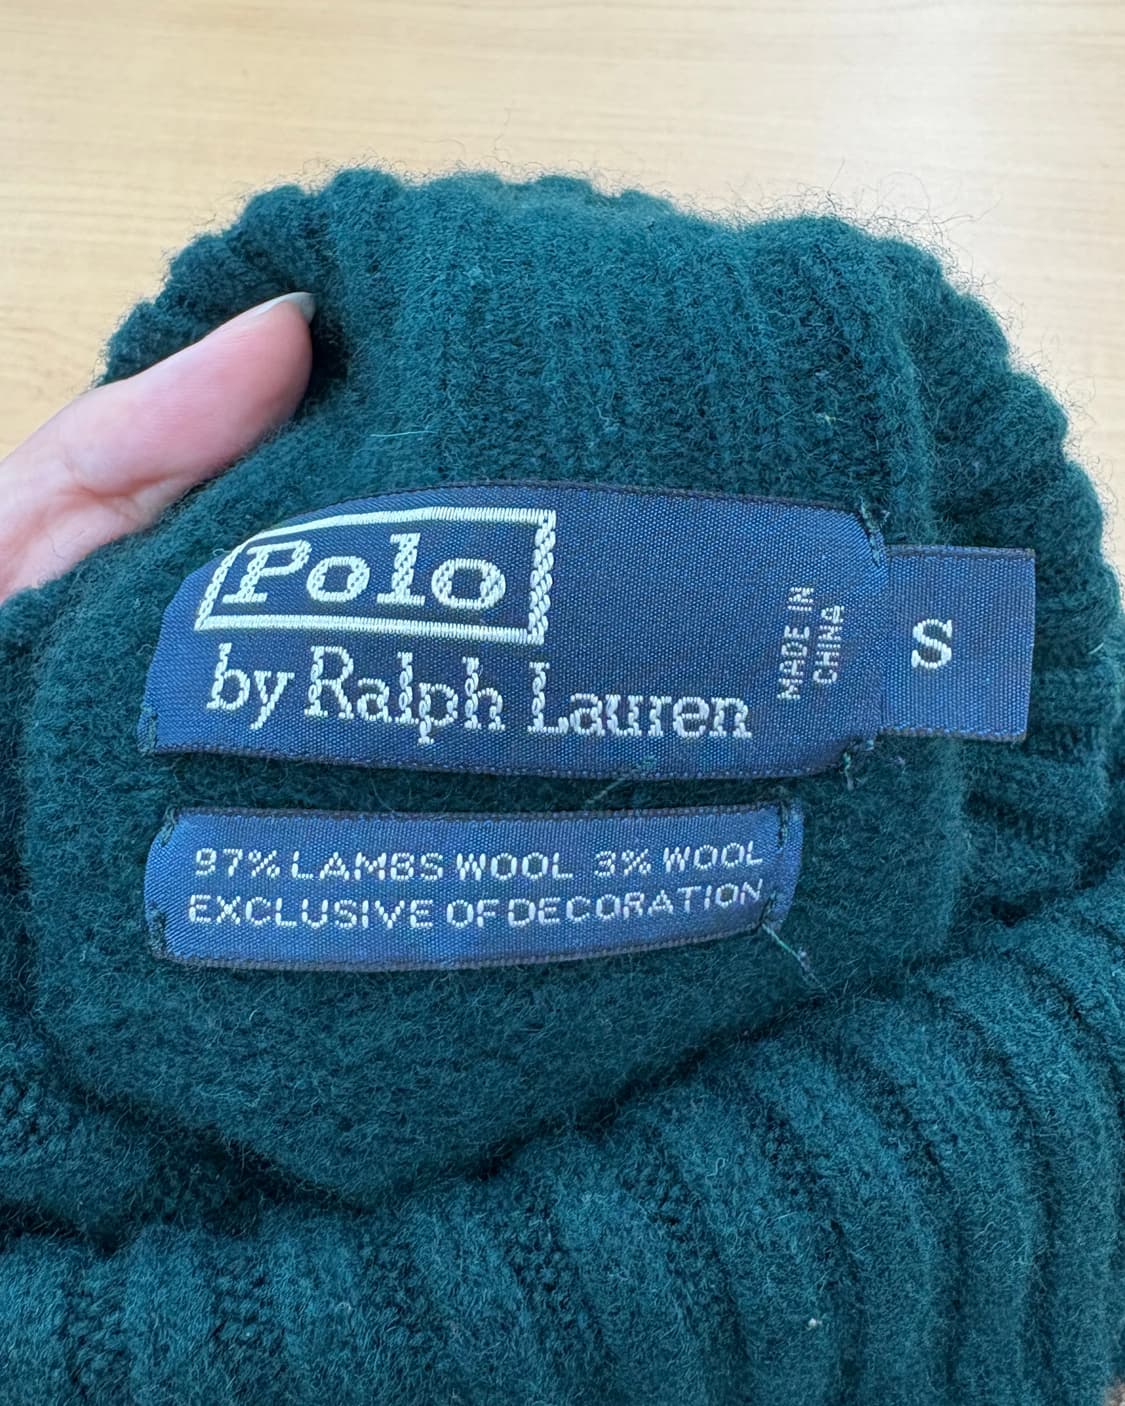 Polo
by Ralph Lauren
MADE IN
CHINA
S
97% LAMBS WOOL 3% WOOL
EXCLUSIVE OF DECORATION